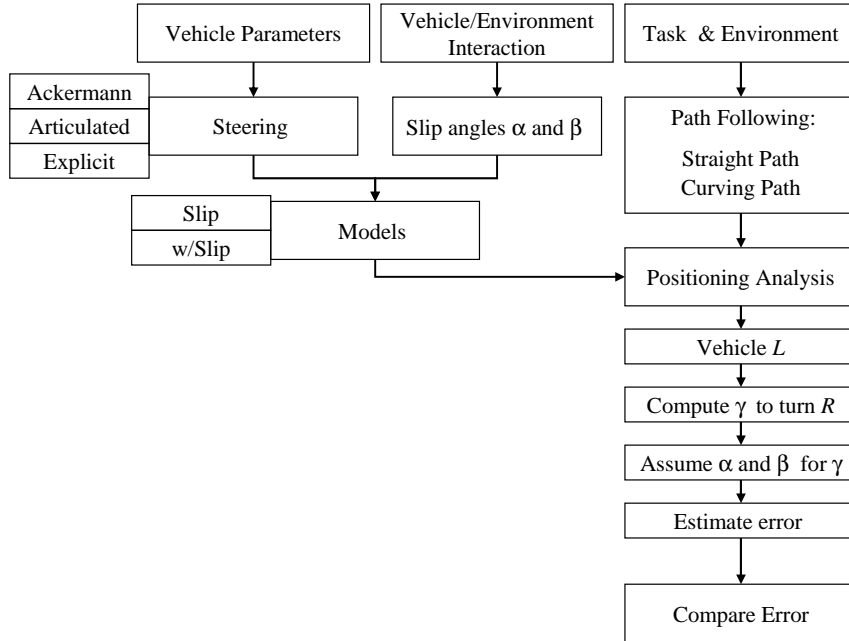 Vehicle Parameters
Vehicle/Environment
Interaction
Task & Environment
Ackermann
Articulated
Explicit
Steering
Slip angles α and β
Path Following:
Straight Path
Curving Path
Slip
w/Slip
Models
Positioning Analysis
Vehicle L
Compute γ to turn R
Assume α and β for γ
Estimate error
Compare Error